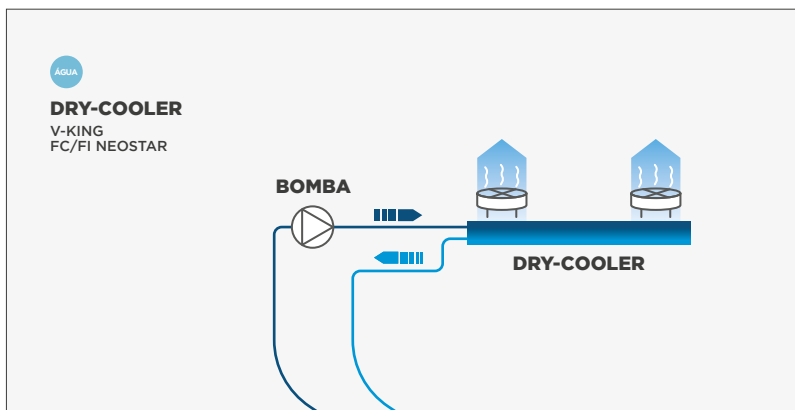 ÁGUA
DRY-COOLER
V-KING
FC/FI NEOSTAR
BOMBA
DRY-COOLER